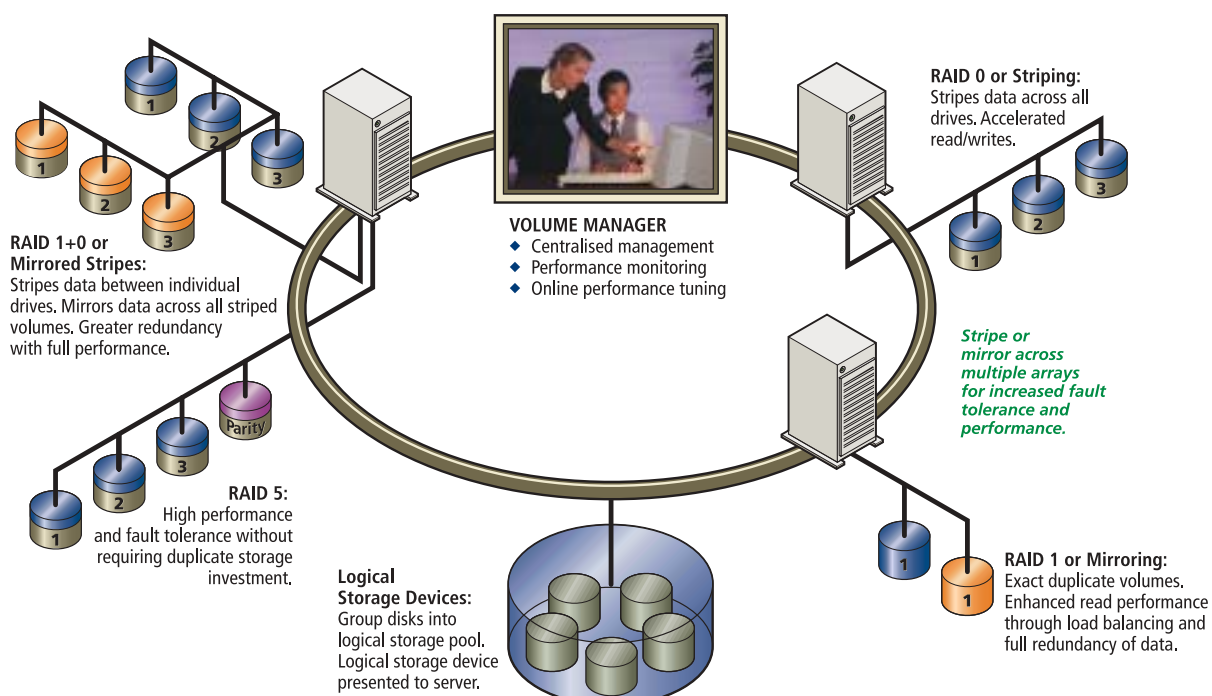 1
2
3
1
2
3
RAID 1+0 or
Mirrored Stripes:
Stripes data between individual
drives. Mirrors data across all striped
volumes. Greater redundancy
with full performance.
VOLUME MANAGER
◆ Centralised management
◆ Performance monitoring
◆ Online performance tuning
RAID 0 or Striping:
Stripes data across all
drives. Accelerated
read/writes.
3
2
1
Stripe or
mirror across
multiple arrays
for increased fault
tolerance and
performance.
Parity
3
2
1
RAID 5:
High performance
and fault tolerance without
requiring duplicate storage
investment.
Logical
Storage Devices:
Group disks into
logical storage pool.
Logical storage device
presented to server.
1
1
RAID 1 or Mirroring:
Exact duplicate volumes.
Enhanced read performance
through load balancing and
full redundancy of data.